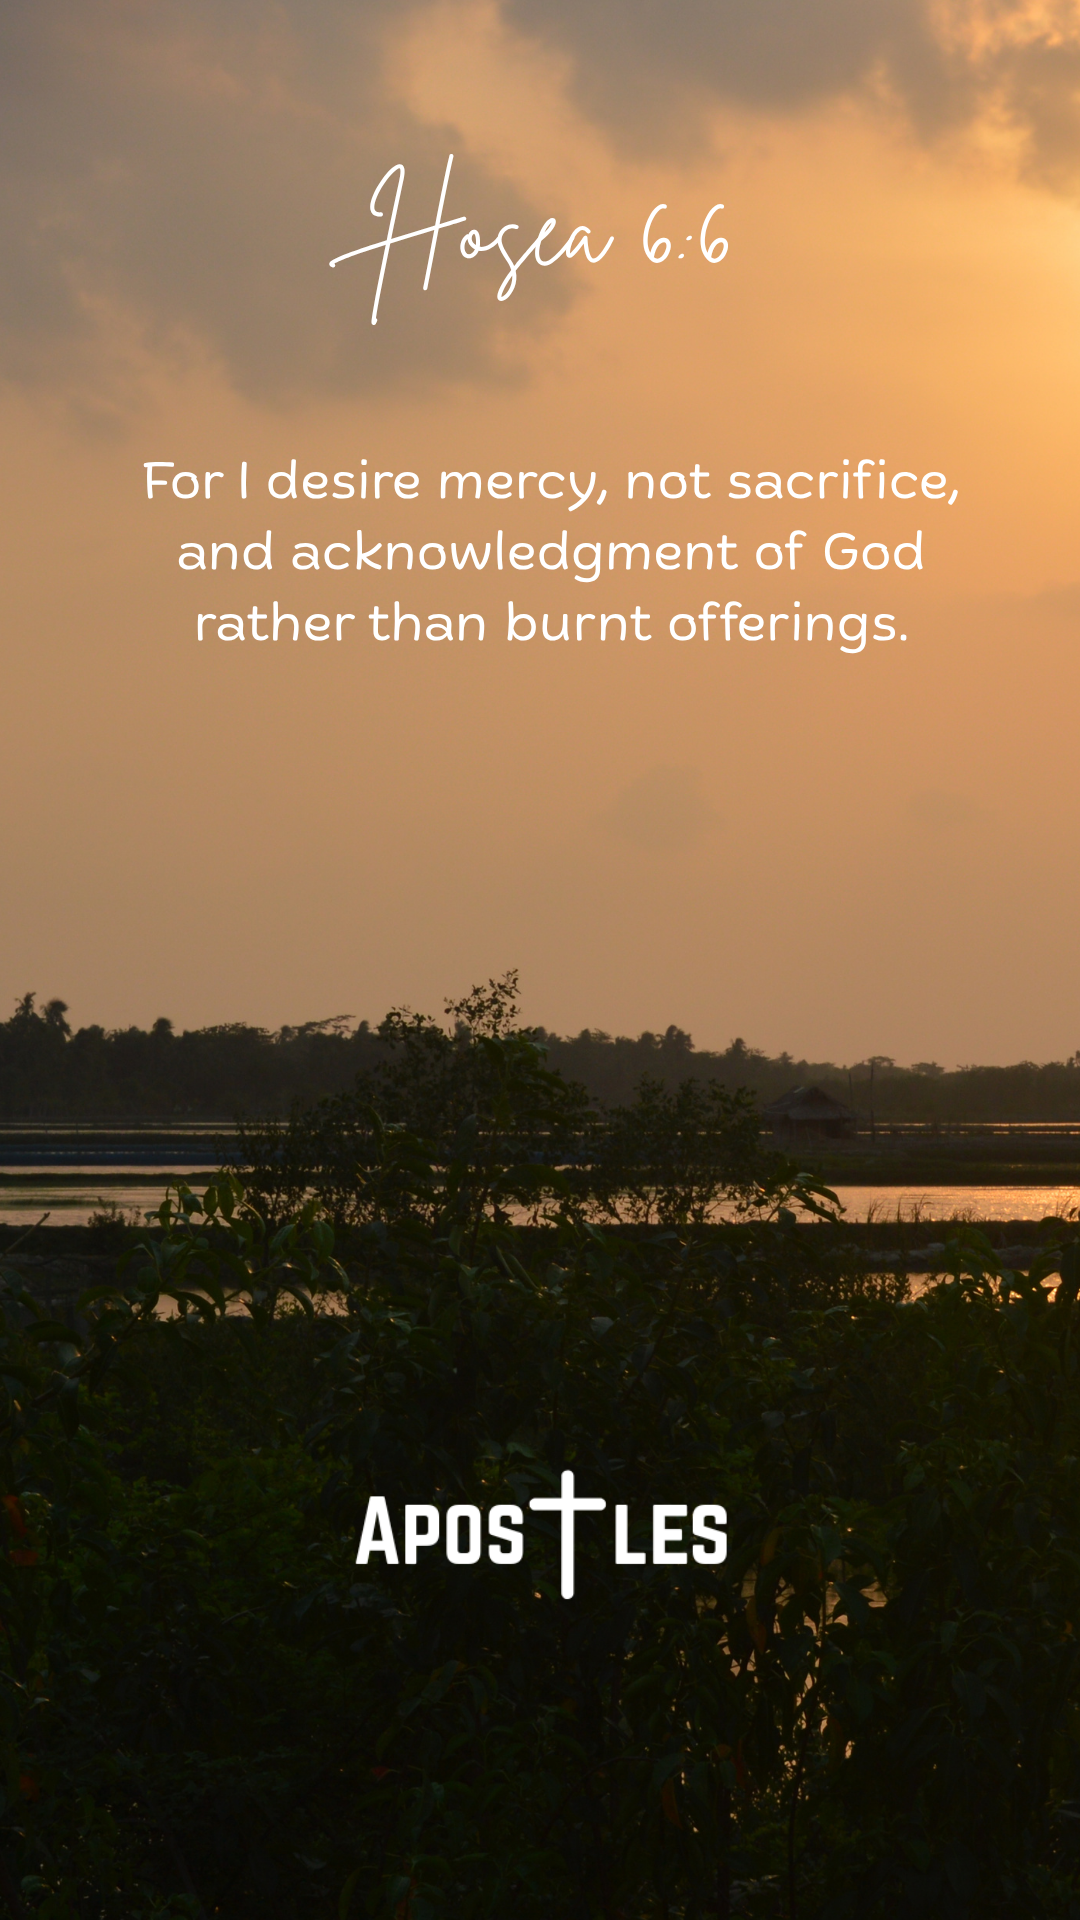 Hosea 6:6
For I desire mercy, not sacrifice,
and acknowledgment of God
rather than burnt offerings.
APOSTLES